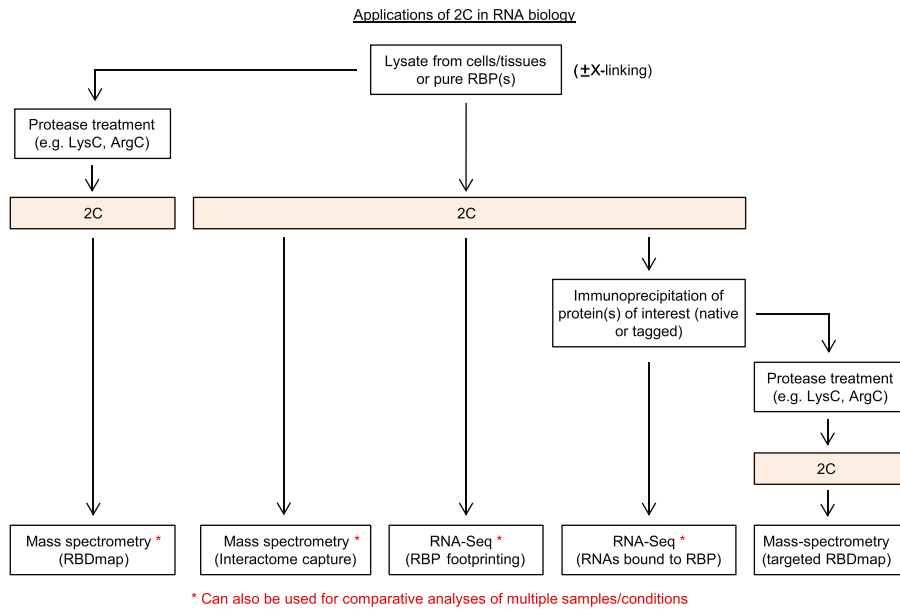 Applications of 2C in RNA biology
Lysate from cells/tissues
or pure RBP(s)
(±X-linking)
Protease treatment
(e.g. LysC, ArgC)
2C
2C
Immunoprecipitation of
protein(s) of interest (native
or tagged)
Protease treatment
(e.g. LysC, ArgC)
2C
Mass spectrometry *
(RBDmap)
Mass spectrometry *
(Interactome capture)
RNA-Seq *
(RBP footprinting)
RNA-Seq *
(RNAs bound to RBP)
Mass-spectrometry
(targeted RBDmap)
* Can also be used for comparative analyses of multiple samples/conditions